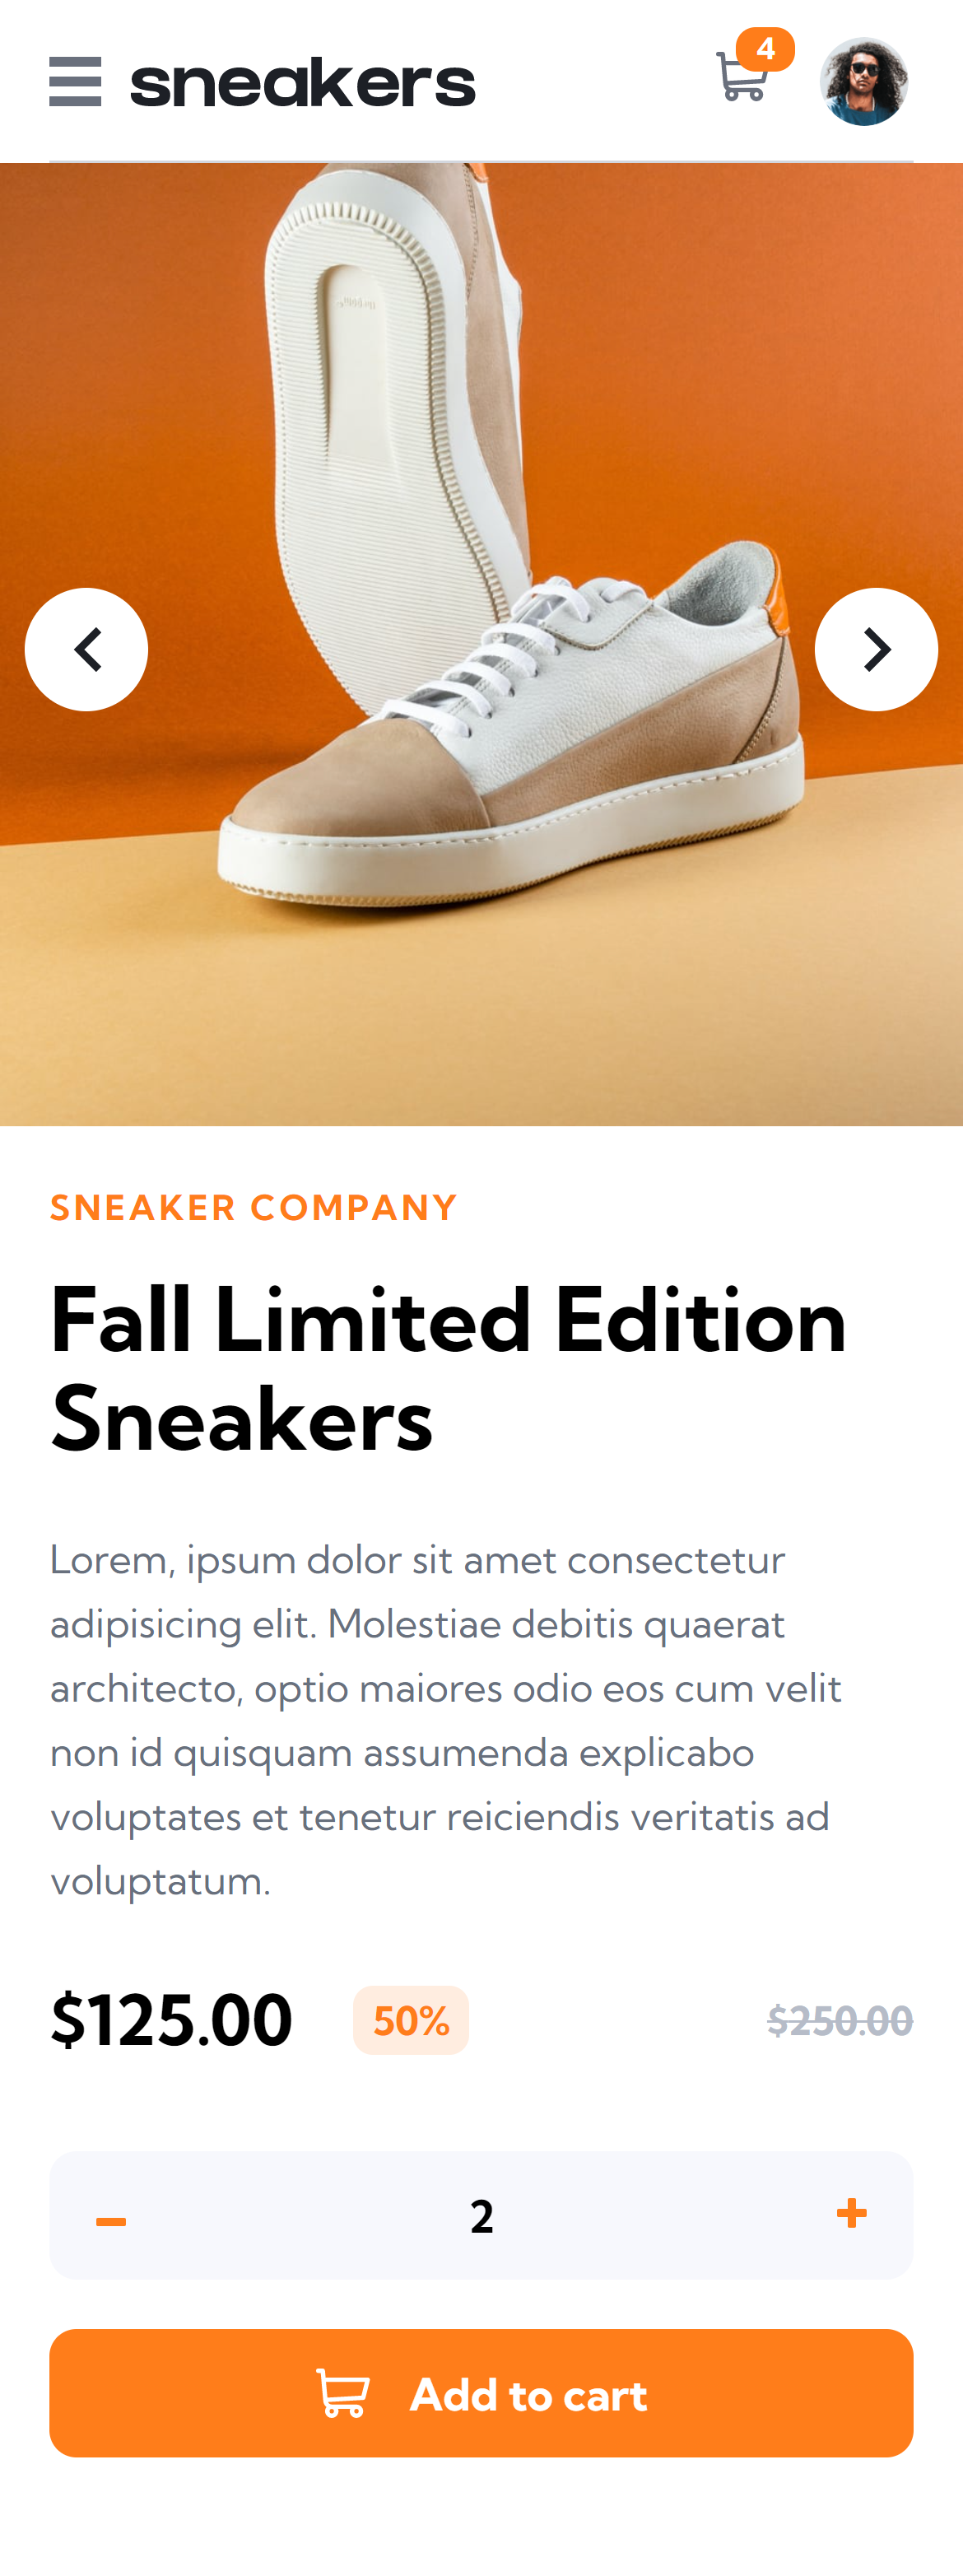 sneakers
4
SNEAKER COMPANY
Fall Limited Edition
Sneakers
Lorem, ipsum dolor sit amet consectetur
adipisicing elit. Molestiae debitis quaerat
architecto, optio maiores odio eos cum velit
non id quisquam assumenda explicabo
voluptates et tenetur reiciendis veritatis ad
voluptatum.
$125.00 50% $250.00
2
Add to cart